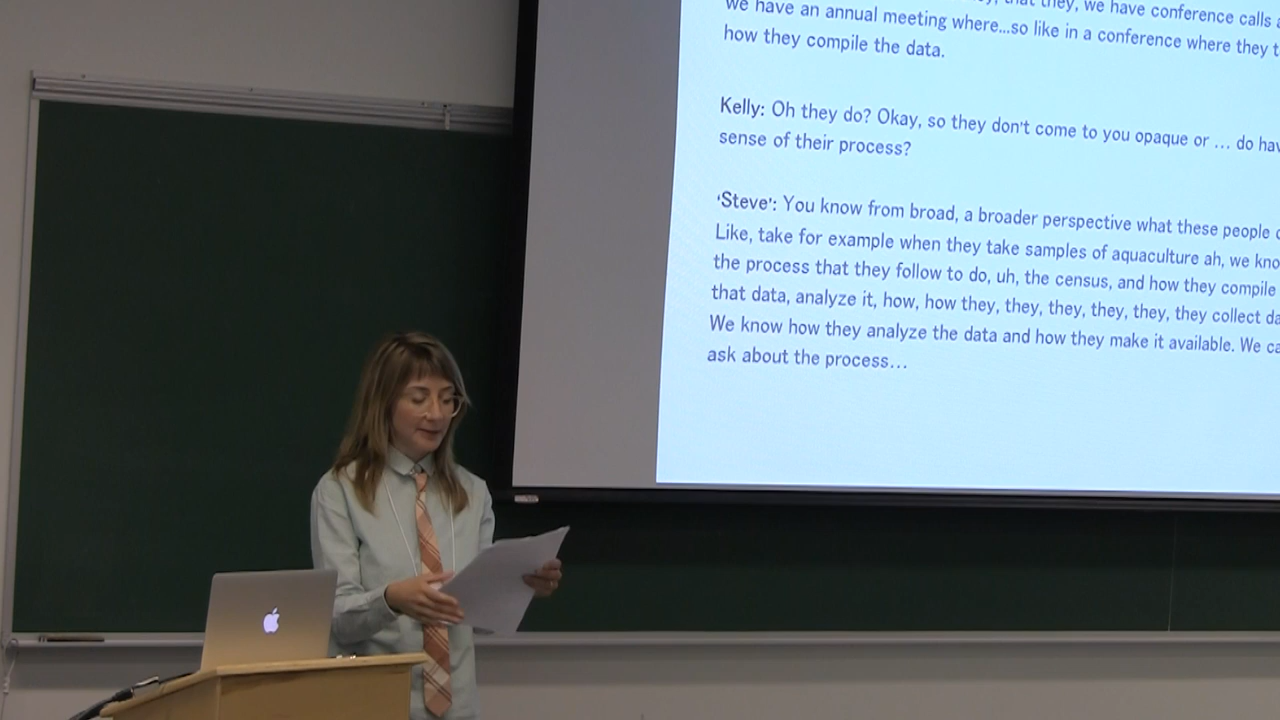 they, we have conference calls
we have an annual meeting where...so like in a conference where they
how they compile the data.
Kelly: Oh they do? Okay, so they don't come to you opaque or … do
sense of their process?
‘Steve’: You know from broad, a broader perspective what these people
Like, take for example when they take samples of aquaculture ah, we
the process that they follow to do, uh, the census, and how they compile
that data, analyze it, how, how they, they, they, they, they, they collect
We know how they analyze the data and how they make it available. We
ask about the process…